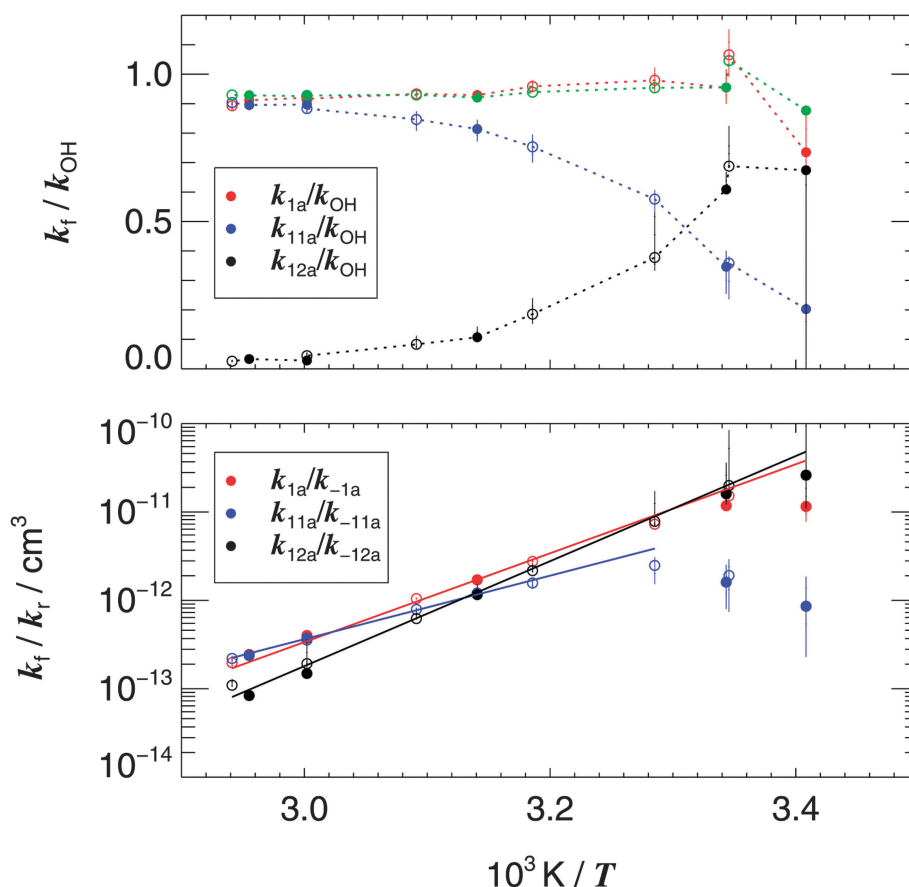 1.0
0.5
0.0
k_f / k_OH
k_1a/k_OH
k_11a/k_OH
k_12a/k_OH
10^−10
10^−11
10^−12
10^−13
10^−14
k_f / k_r / cm^3
k_1a/k_−1a
k_11a/k_−11a
k_12a/k_−12a
3.0 3.2 3.4
10^3 K / T